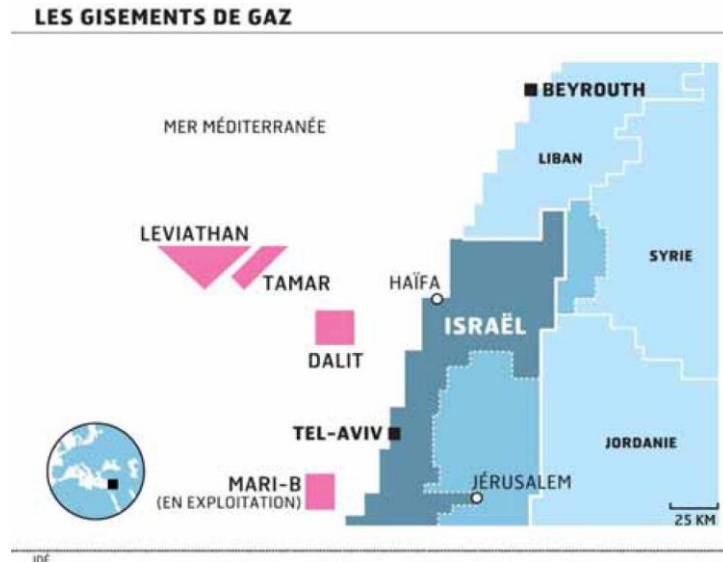 LES GISEMENTS DE GAZ
BEYROUTH
MER MÉDITERRANÉE
LIBAN
LEVIATHAN
SYRIE
TAMAR
HAÏFA
ISRAËL
DALIT
TEL-AVIV
JORDANIE
MARI-B
(EN EXPLOITATION)
JÉRUSALEM
25 KM
IDÉ